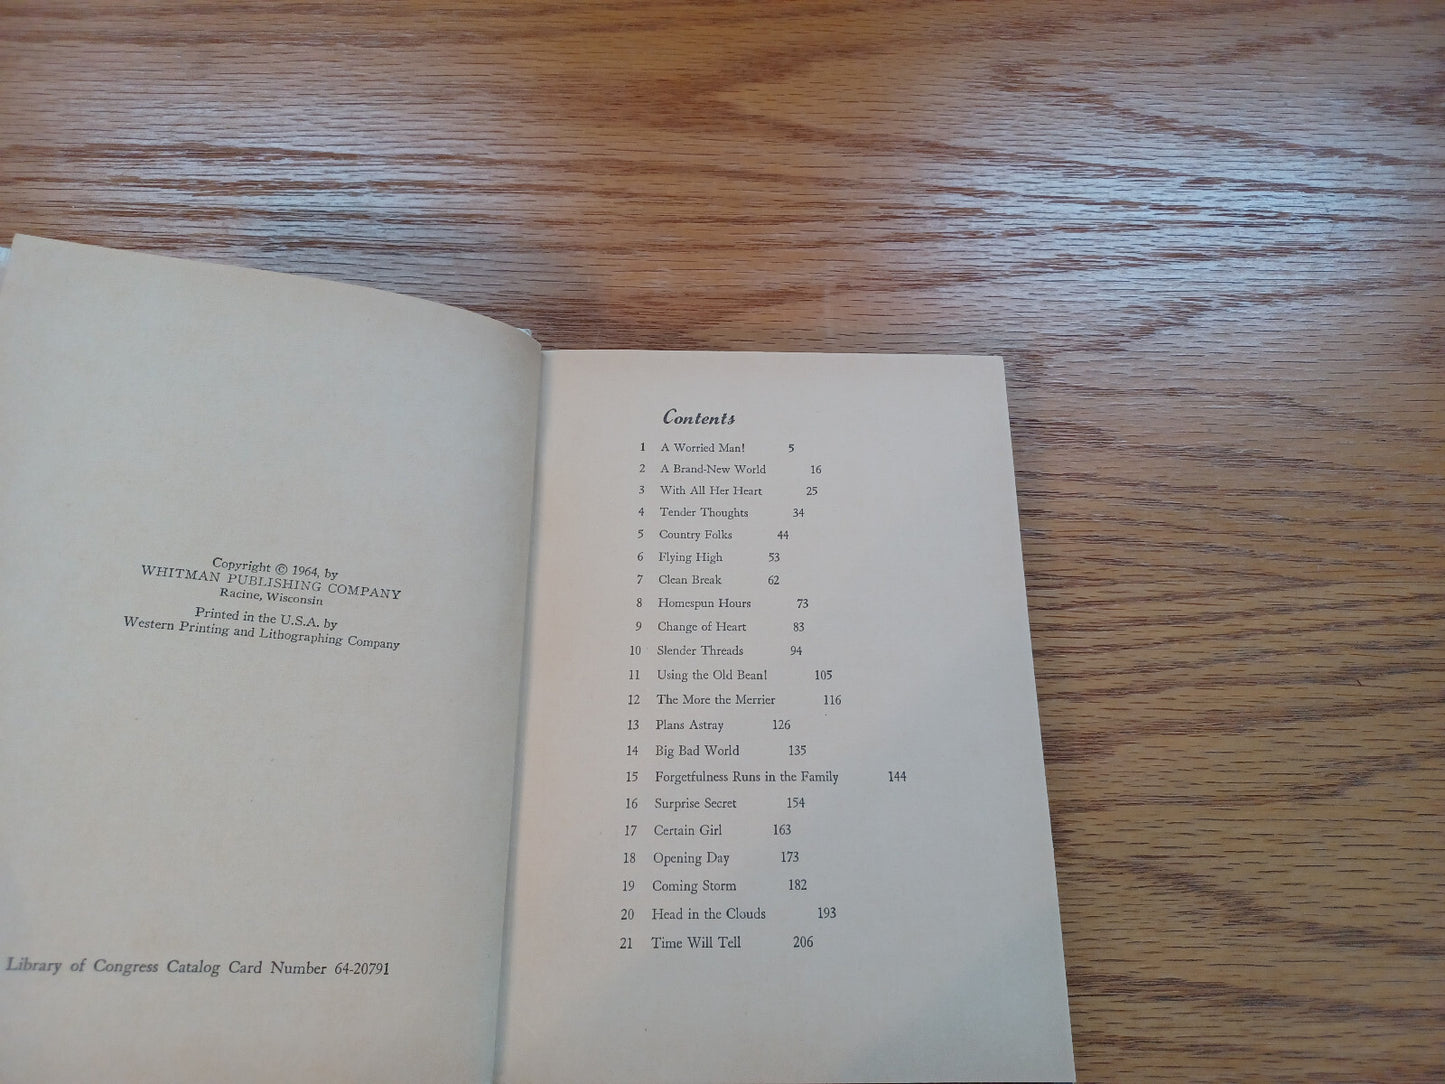 Copyright © 1964, by
WHITMAN PUBLISHING COMPANY
Racine, Wisconsin
Printed in the U.S.A. by
Western Printing and Lithographing Company
Library of Congress Catalog Card Number 64-20791
Contents
1 A Worried Man! 5
2 A Brand-New World 16
3 With All Her Heart 25
4 Tender Thoughts 34
5 Country Folks 44
6 Flying High 53
7 Clean Break 62
8 Homespun Hours 73
9 Change of Heart 83
10 Slender Threads 94
11 Using the Old Bean! 105
12 The More the Merrier 116
13 Plans Astray 126
14 Big Bad World 135
15 Forgetfulness Runs in the Family 144
16 Surprise Secret 154
17 Certain Girl 163
18 Opening Day 173
19 Coming Storm 182
20 Head in the Clouds 193
21 Time Will Tell 206